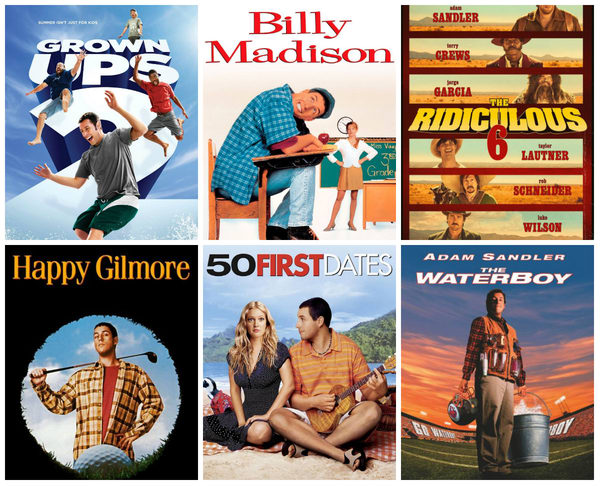 SUMMER ISN'T JUST FOR KIDS
GROWN
UPS
2
Billy
Madison
3rd
Grade
adam
SANDLER
terry
CREWS
jorge
GARCIA
THE
RIDICULOUS
6
taylor
LAUTNER
rob
SCHNEIDER
luke
WILSON
Happy Gilmore
50 FIRST DATES
ADAM SANDLER
THE
WATERBOY